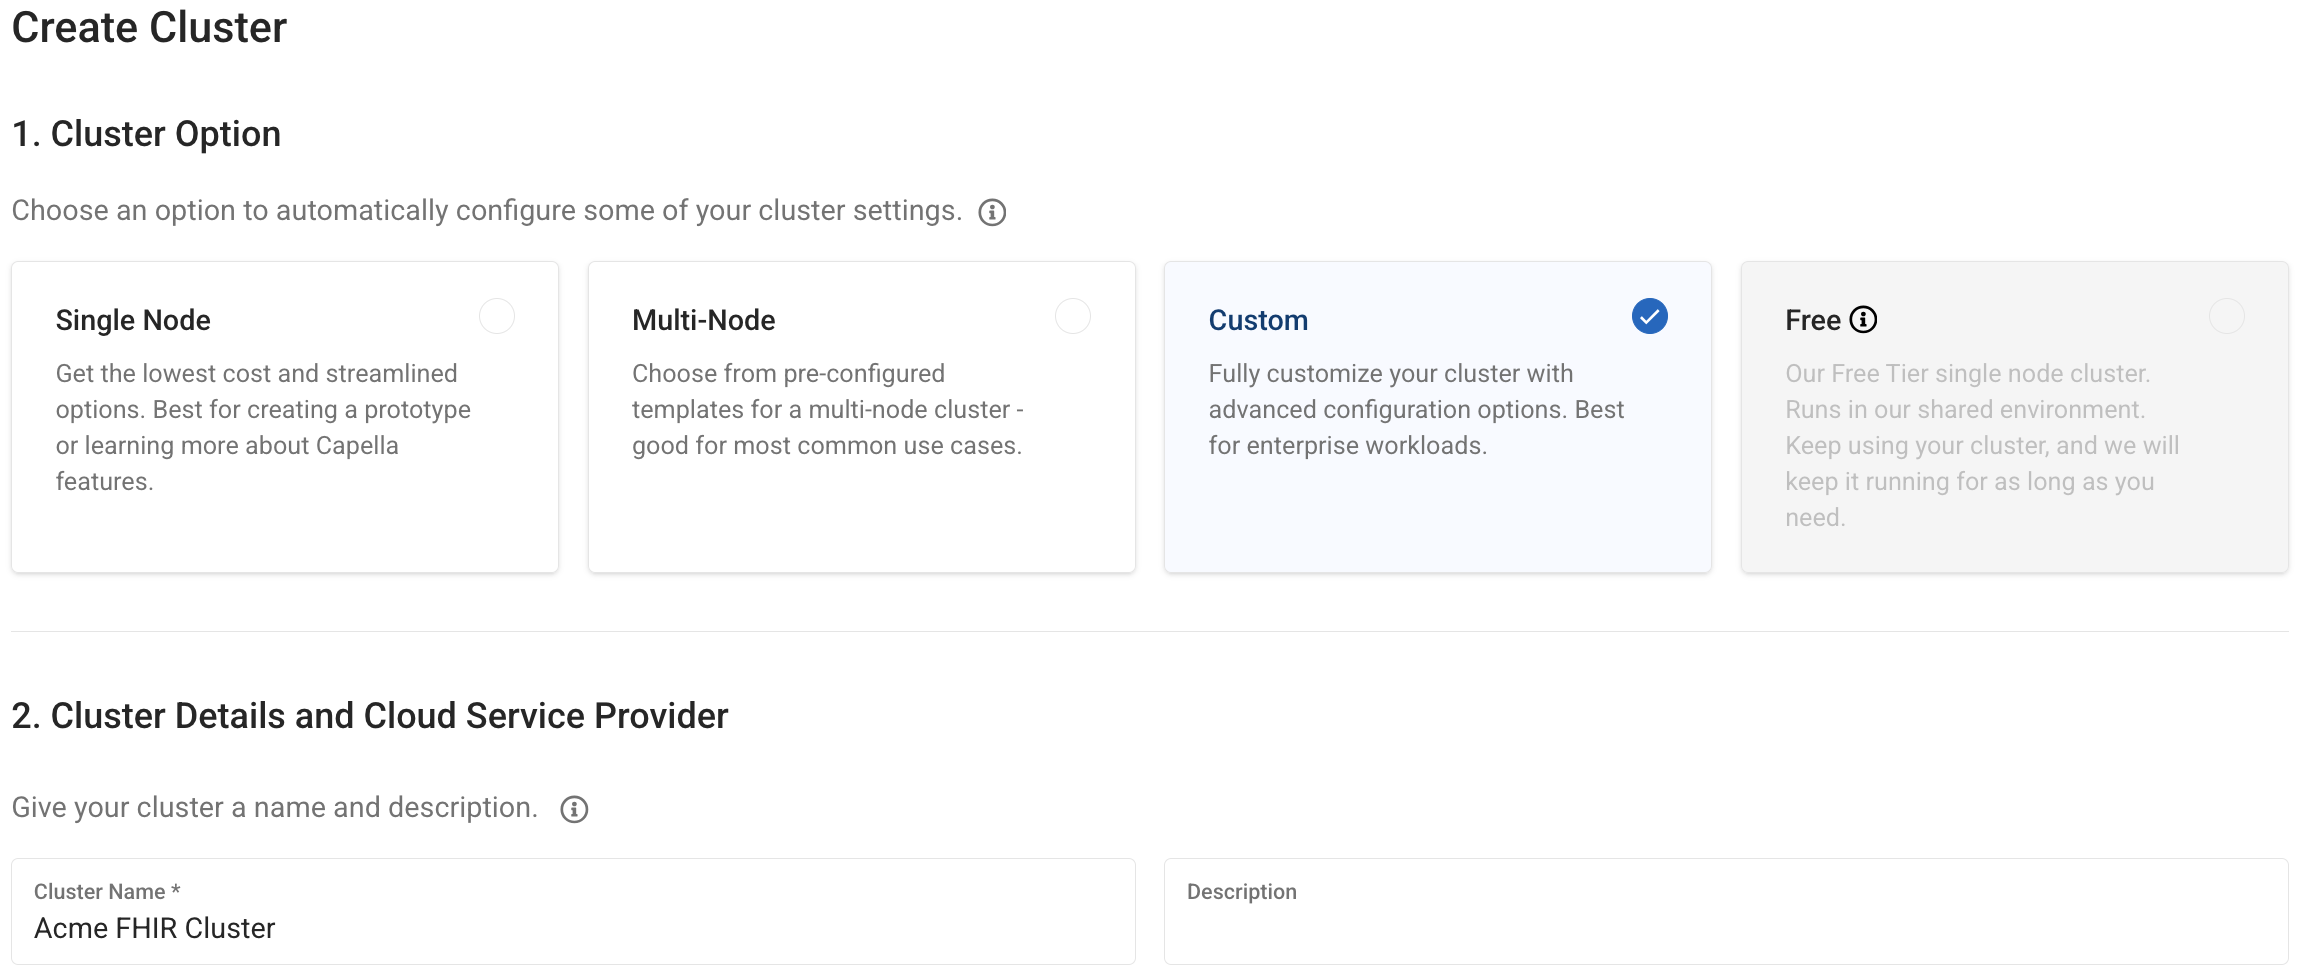 Create Cluster
1. Cluster Option
Choose an option to automatically configure some of your cluster settings.
Single Node
Get the lowest cost and streamlined
options. Best for creating a prototype
or learning more about Capella
features.
Multi-Node
Choose from pre-configured
templates for a multi-node cluster -
good for most common use cases.
Custom
Fully customize your cluster with
advanced configuration options. Best
for enterprise workloads.
Free
Our Free Tier single node cluster.
Runs in our shared environment.
Keep using your cluster, and we will
keep it running for as long as you
need.
2. Cluster Details and Cloud Service Provider
Give your cluster a name and description.
Cluster Name *
Acme FHIR Cluster
Description